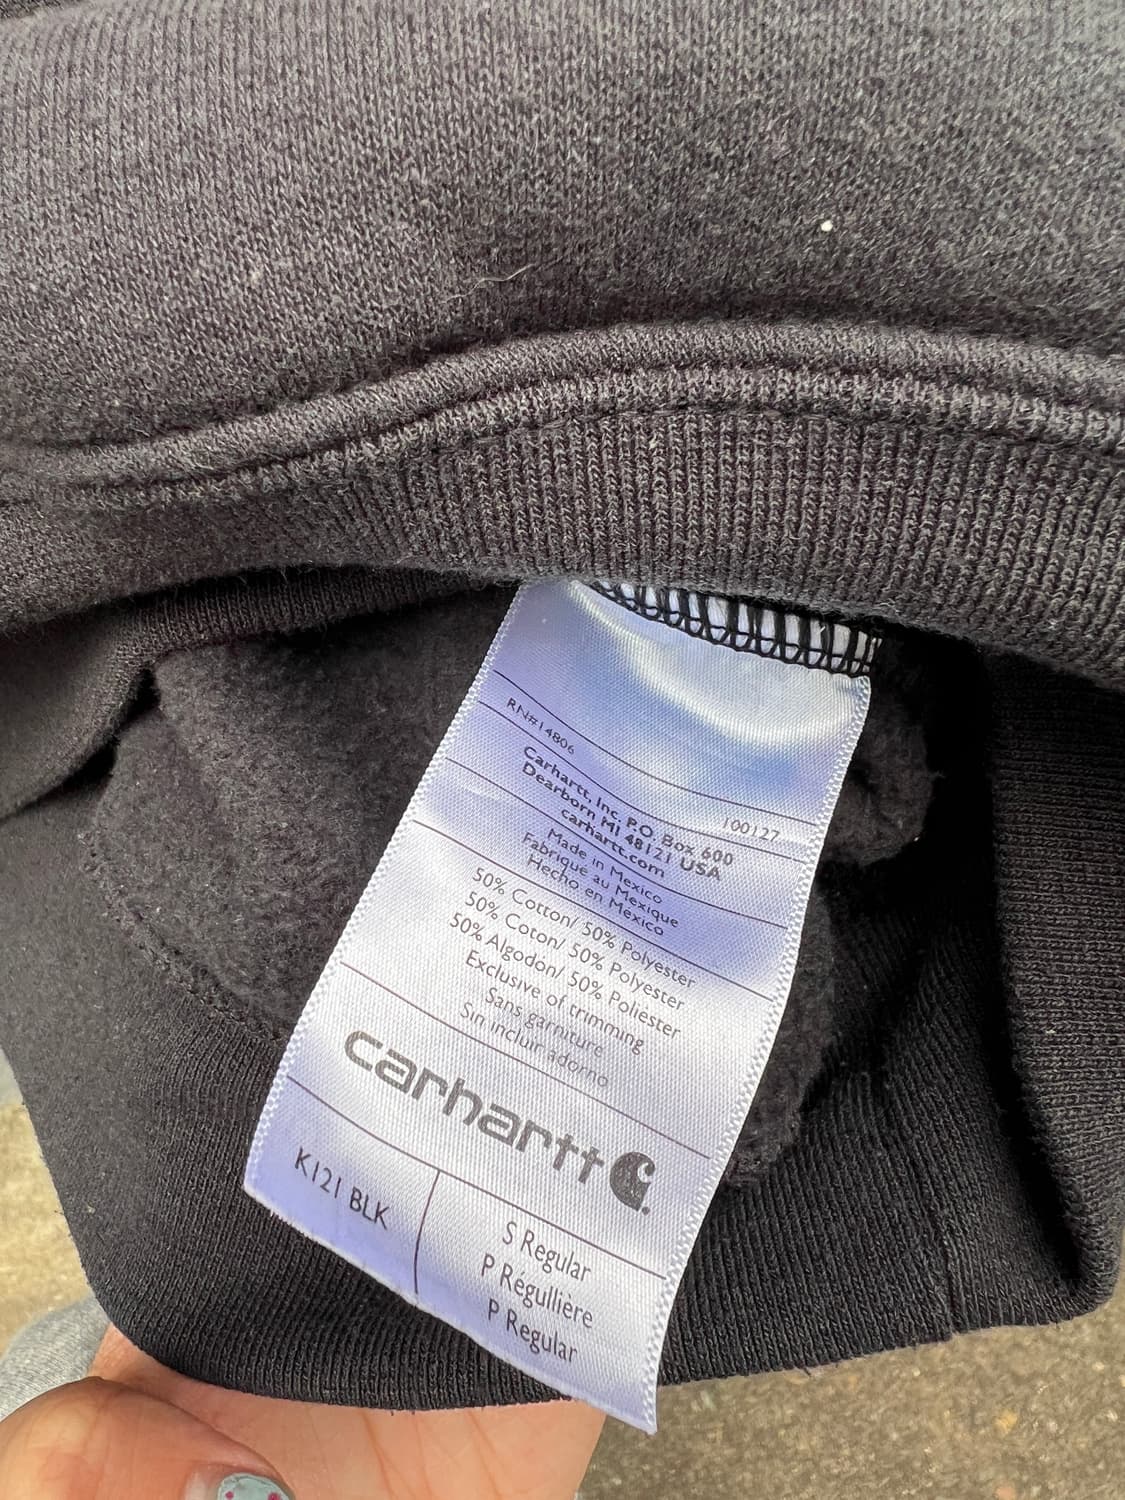 RN#14806 100127
Carhartt, Inc. P.O. Box 600
Dearborn MI 48121 USA
carhartt.com
Made in Mexico
Fabriqué au Mexique
Hecho en Mexico
50% Cotton/ 50% Polyester
50% Coton/ 50% Polyester
50% Algodon/ 50% Poliéster
Exclusive of trimming
Sans garniture
Sin incluir adorno
carhartt
K121 BLK
S Regular
P Régullière
P Regular